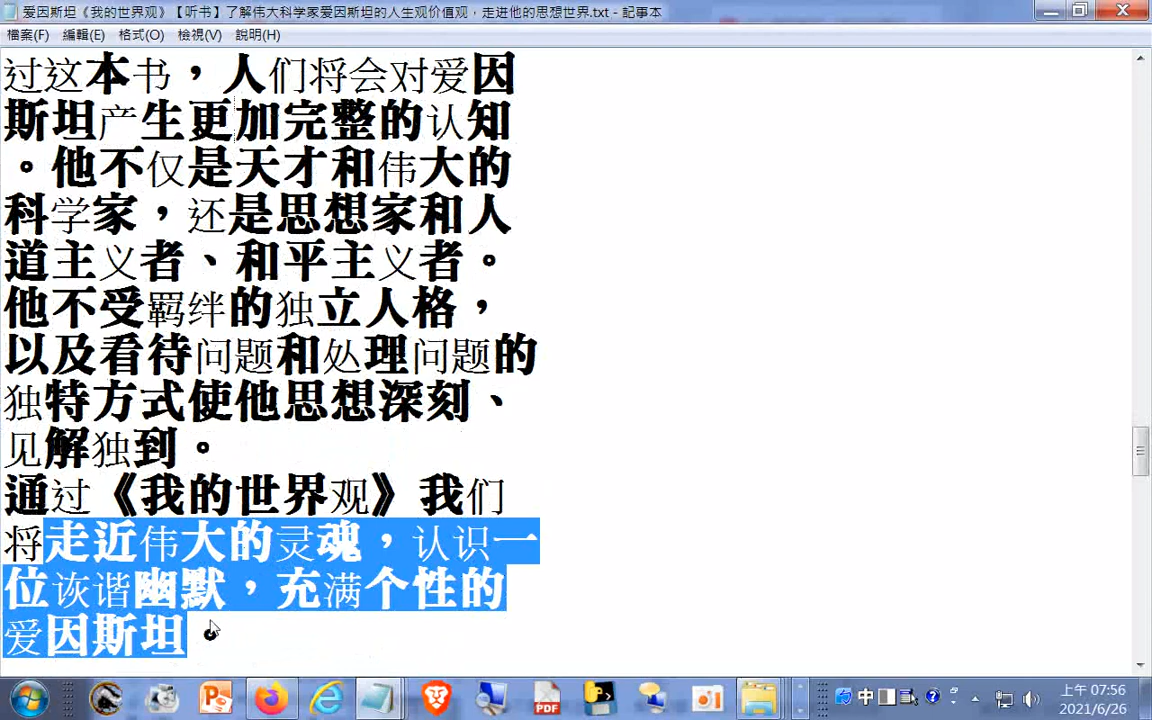 爱因斯坦《我的世界观》【听书】了解伟大科学家爱因斯坦的人生观价值观，走进他的思想世界.txt - 記事本
檔案(F) 編輯(E) 格式(O) 檢視(V) 說明(H)
过这本书，人们将会对爱因
斯坦产生更加完整的认知
。他不仅是天才和伟大的
科学家，还是思想家和人
道主义者、和平主义者。
他不受羁绊的独立人格，
以及看待问题和处理问题的
独特方式使他思想深刻、
见解独到。
通过《我的世界观》我们
将走近伟大的灵魂，认识一
位诙谐幽默，充满个性的
爱因斯坦。
中
PDF
上午 07:56
2021/6/26